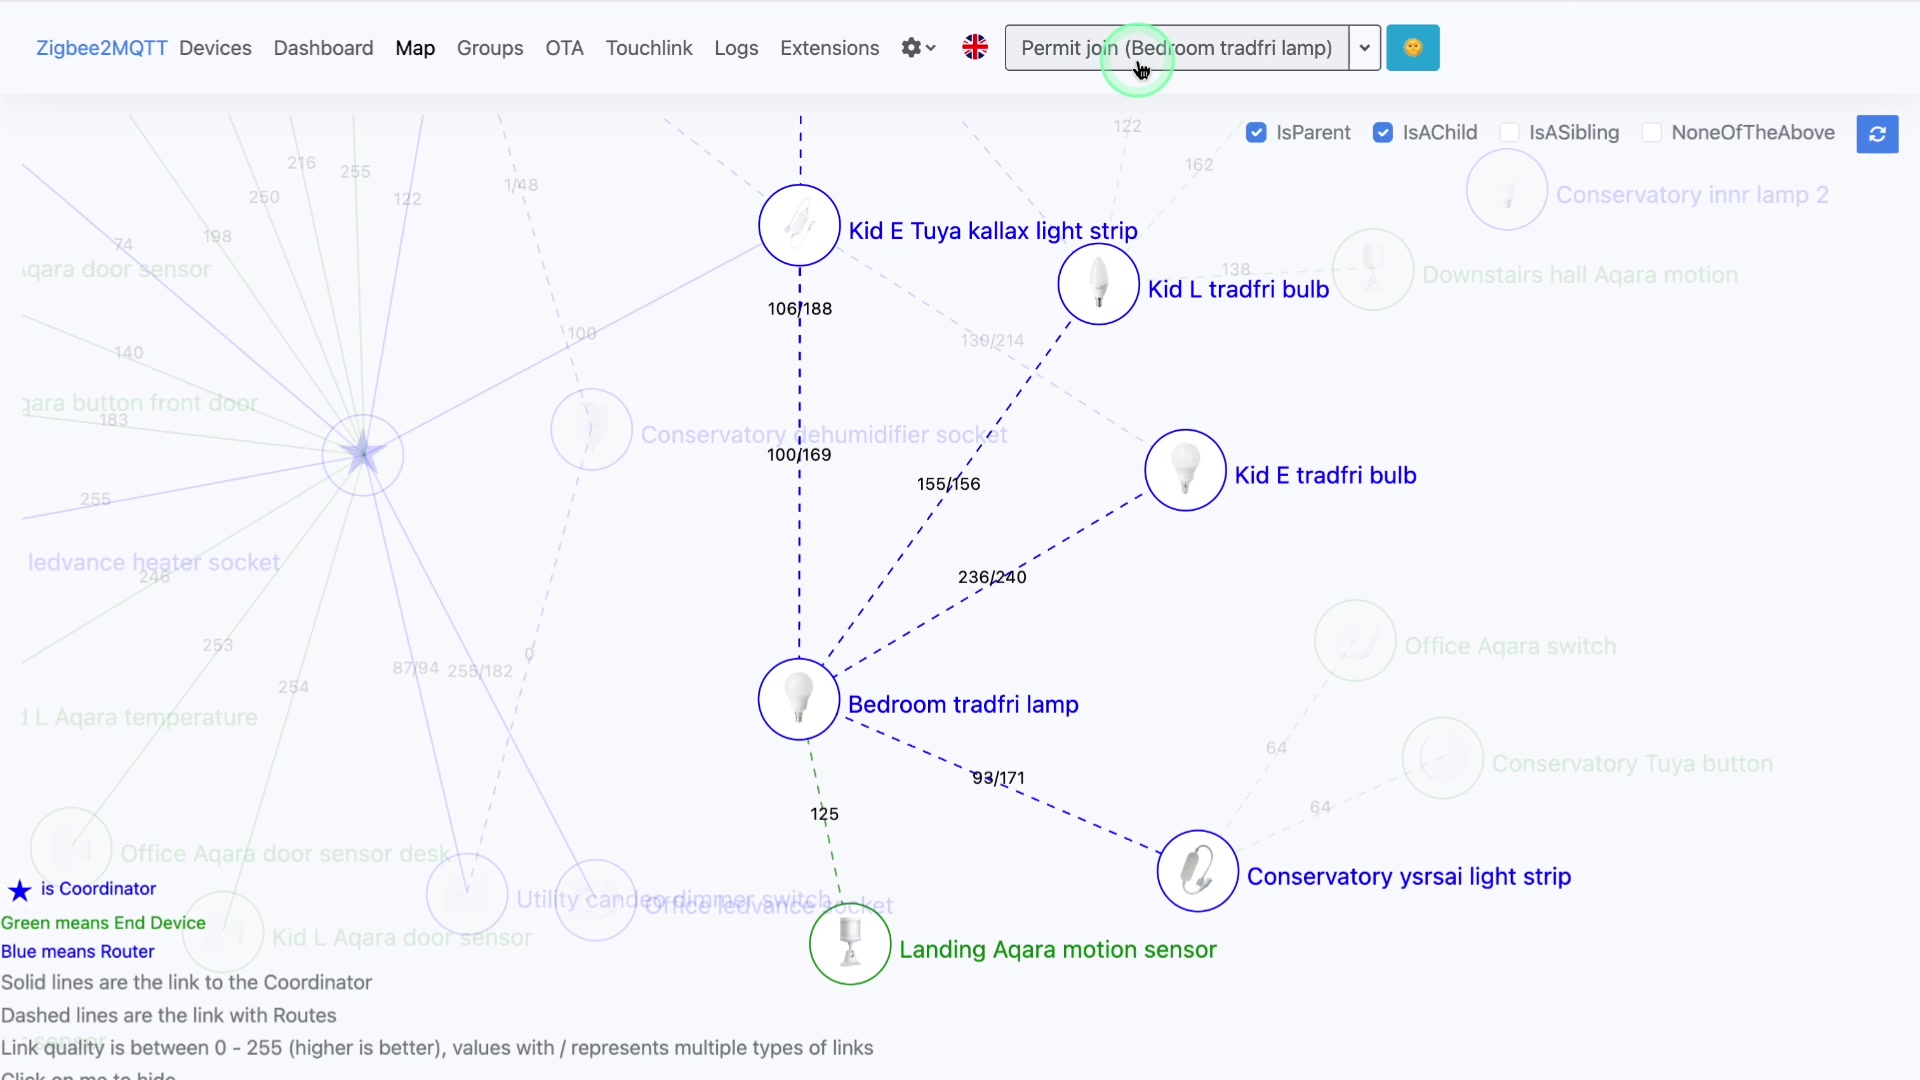 Zigbee2MQTT Devices Dashboard Map Groups OTA Touchlink Logs Extensions Permit join (Bedroom tradfri lamp)
IsParent IsAChild IsASibling NoneOfTheAbove
122
162
216
255
250
122
1/48
198
74
Conservatory innr lamp 2
Kid E Tuya kallax light strip
Aqara door sensor
138
Downstairs hall Aqara motion
Kid L tradfri bulb
106/188
100
130/214
140
qara button front door
183
Conservatory dehumidifier socket
100/169
Kid E tradfri bulb
155/156
255
ledvance heater socket
246
236/240
253
Office Aqara switch
0
87/94
255/182
254
Bedroom tradfri lamp
L Aqara temperature
64
Conservatory Tuya button
93/171
64
125
Office Aqara door sensor desk
Conservatory ysrsai light strip
is Coordinator
Utility candeo dimmer switch
Office ledvance socket
Green means End Device
Kid L Aqara door sensor
Landing Aqara motion sensor
Blue means Router
Solid lines are the link to the Coordinator
Dashed lines are the link with Routes
sensor
Link quality is between 0 - 255 (higher is better), values with / represents multiple types of links
Click on me to hide